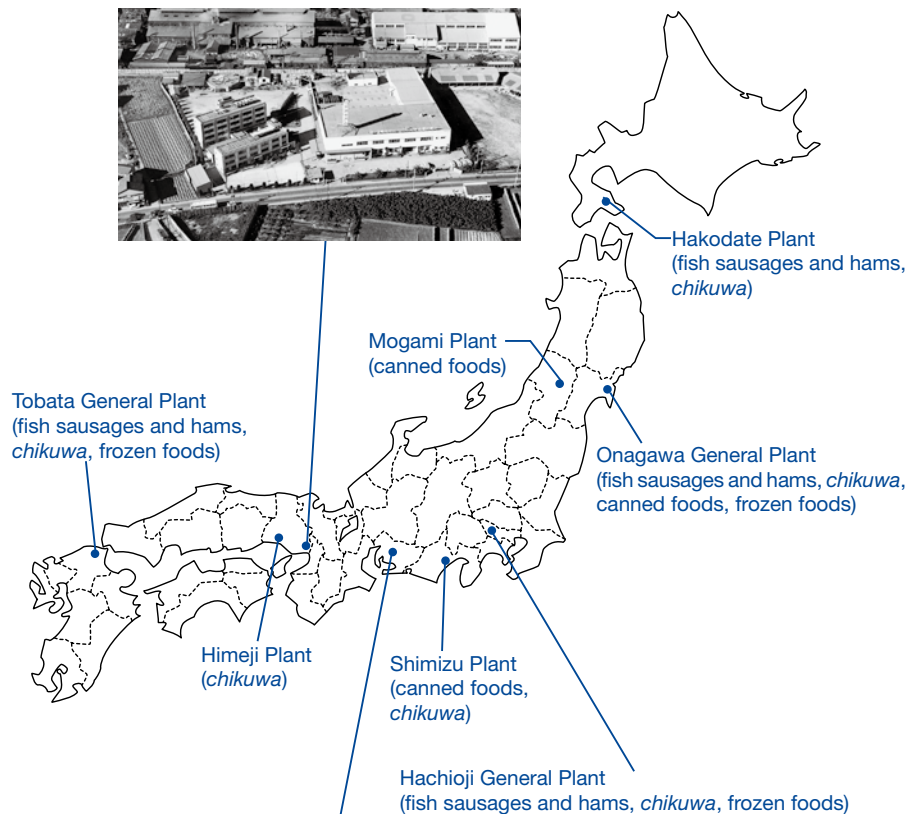 Hakodate Plant
(fish sausages and hams,
chikuwa)
Mogami Plant
(canned foods)
Tobata General Plant
(fish sausages and hams,
chikuwa, frozen foods)
Onagawa General Plant
(fish sausages and hams, chikuwa,
canned foods, frozen foods)
Himeji Plant
(chikuwa)
Shimizu Plant
(canned foods,
chikuwa)
Hachioji General Plant
(fish sausages and hams, chikuwa, frozen foods)